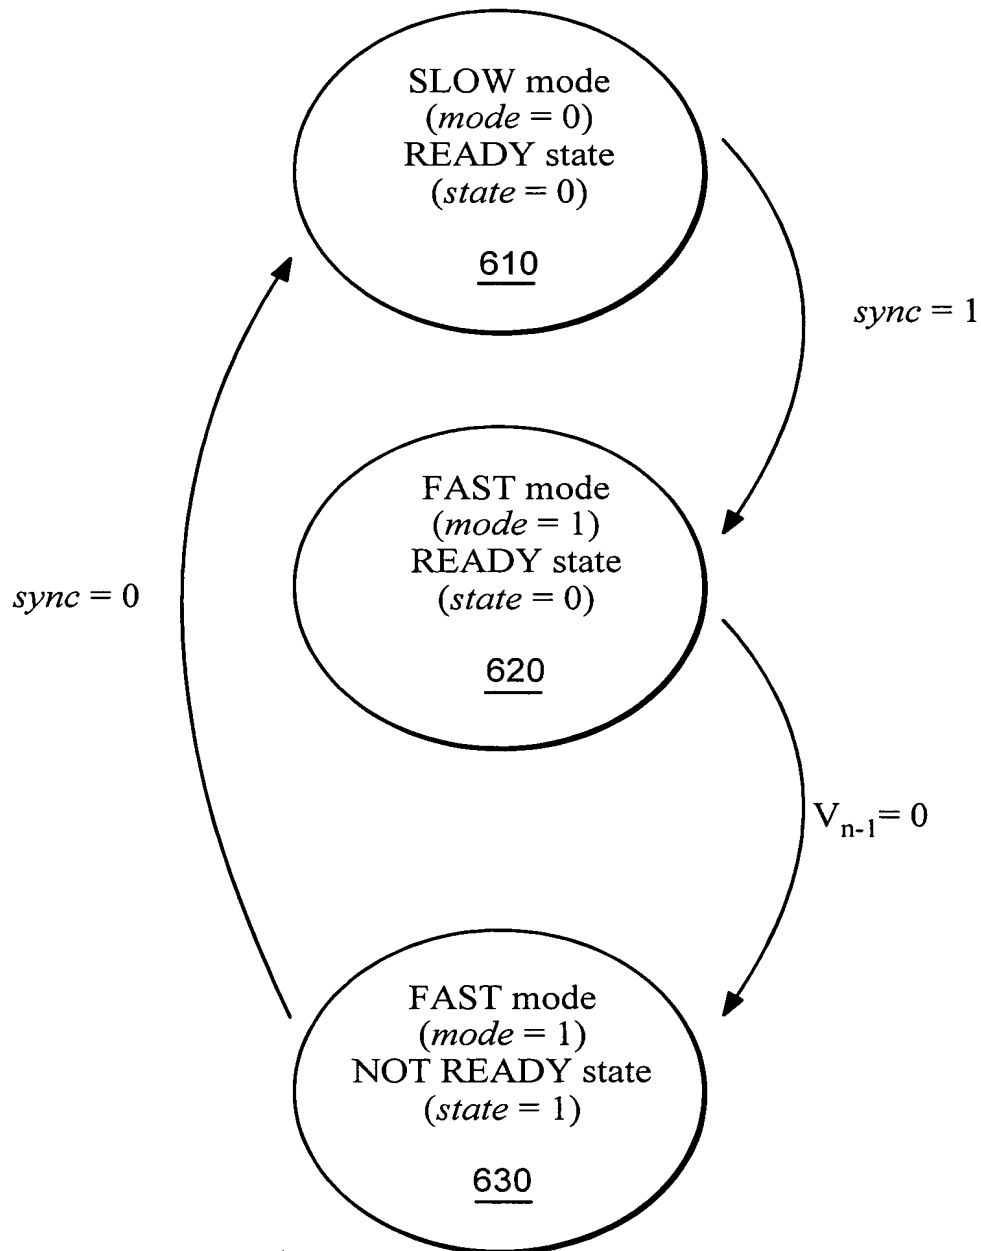 SLOW mode
(mode = 0)
READY state
(state = 0)
610
sync = 1
FAST mode
(mode = 1)
READY state
(state = 0)
620
sync = 0
V_{n-1} = 0
FAST mode
(mode = 1)
NOT READY state
(state = 1)
630